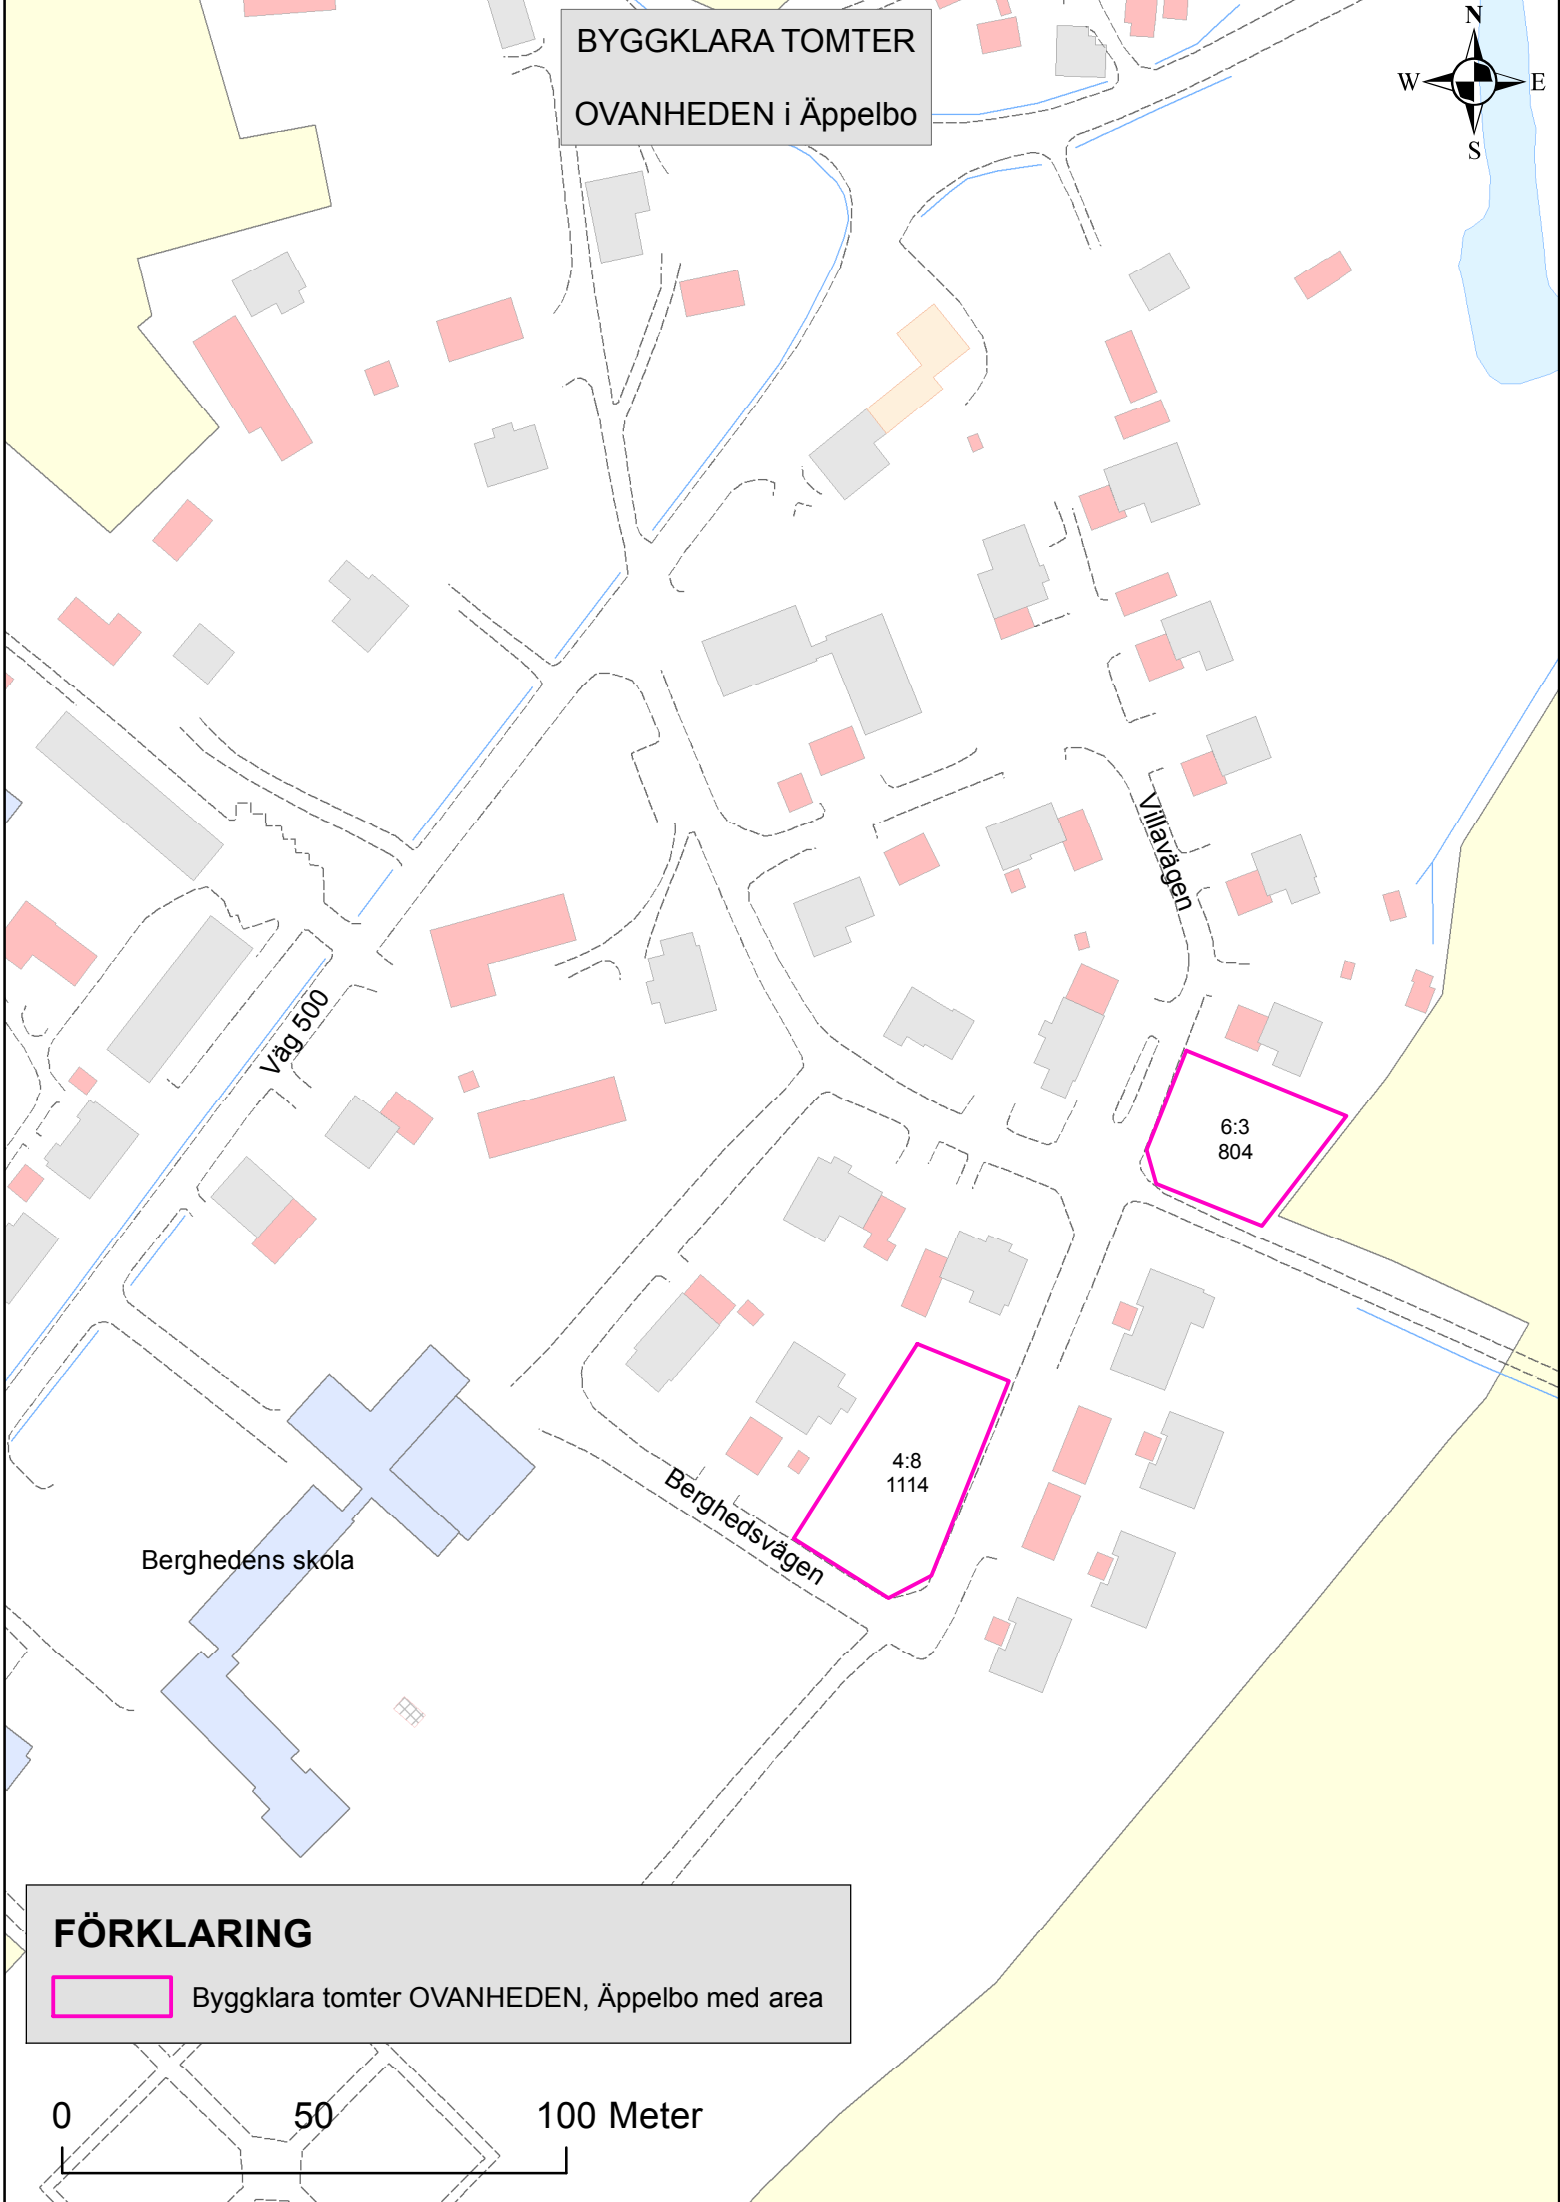 BYGGKLARA TOMTER
OVANHEDEN i Äppelbo
N
W
E
S
Villavägen
Väg 500
6:3
804
4:8
1114
Berghedsvägen
Berghedens skola
FÖRKLARING
Byggklara tomter OVANHEDEN, Äppelbo med area
0 50 100 Meter